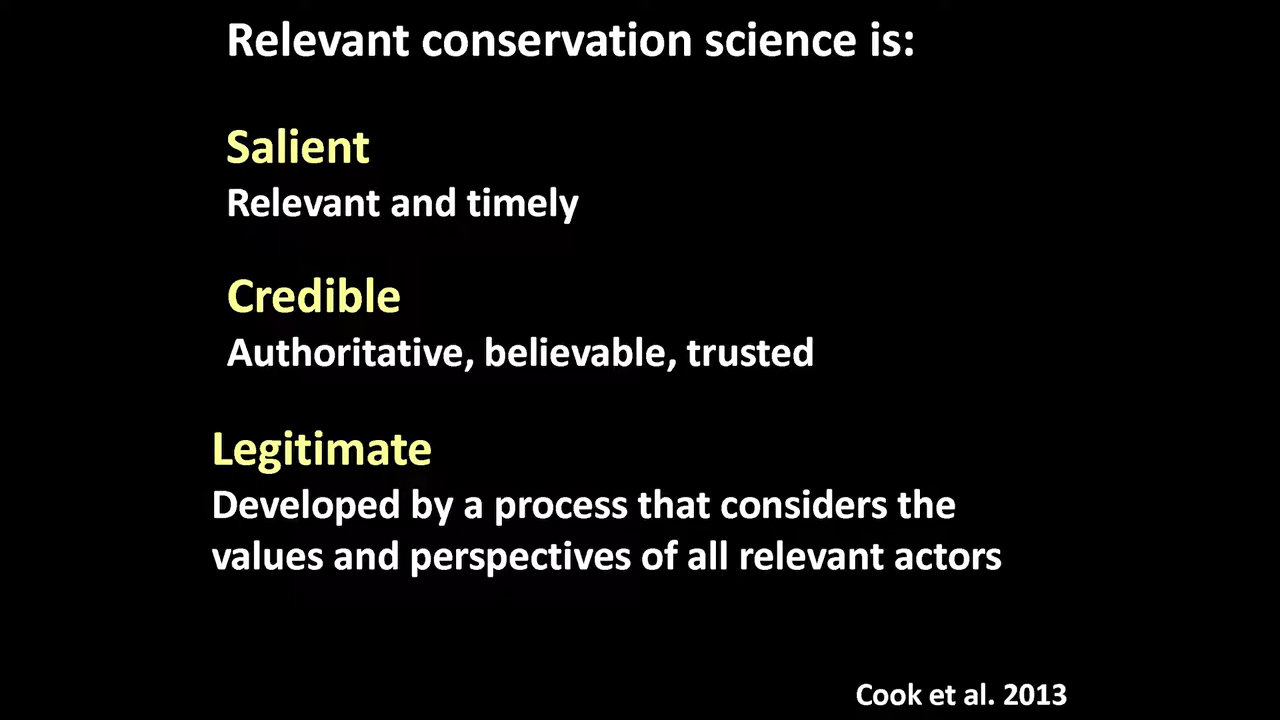 Relevant conservation science is:
Salient
Relevant and timely
Credible
Authoritative, believable, trusted
Legitimate
Developed by a process that considers the
values and perspectives of all relevant actors
Cook et al. 2013